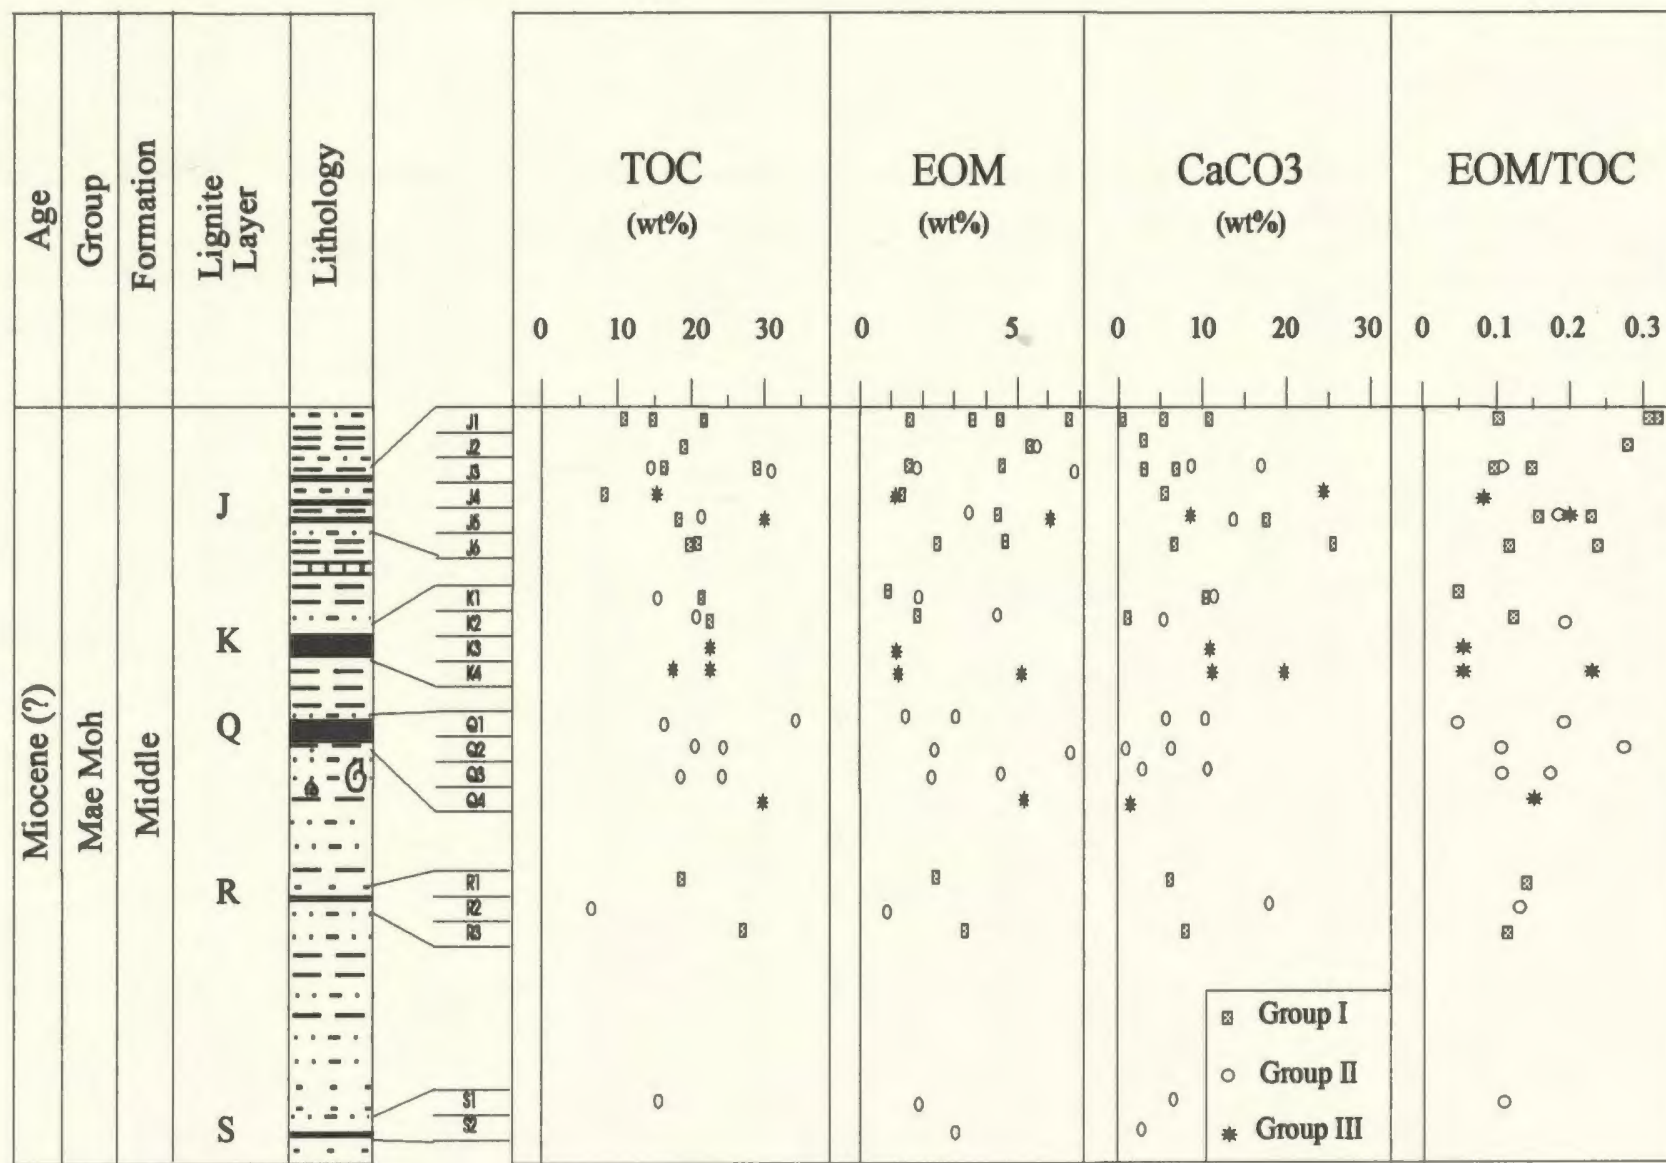 Age
Group
Formation
Lignite
Layer
Lithology
TOC
(wt%)
0 10 20 30
EOM
(wt%)
0 5
CaCO3
(wt%)
0 10 20 30
EOM/TOC
0 0.1 0.2 0.3
Miocene (?)
Mae Moh
Middle
J
K
Q
R
S
J1
J2
J3
J4
J5
J6
K1
K2
K3
K4
Q1
Q2
Q3
Q4
R1
R2
R3
S1
S2
Group I
Group II
Group III